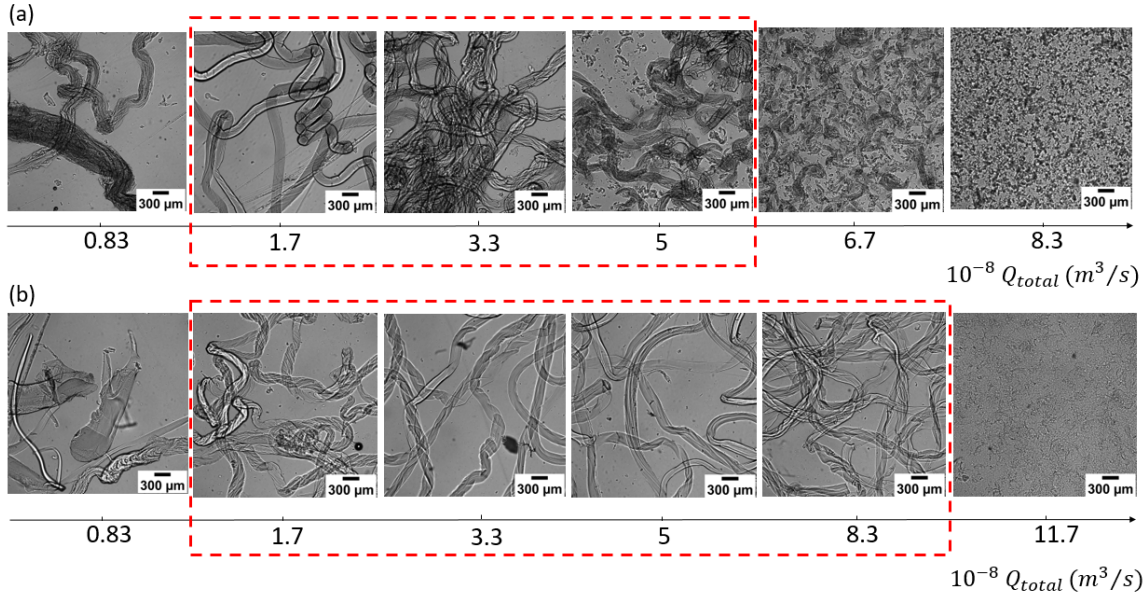 (a)
300 µm 300 µm 300 µm 300 µm 300 µm 300 µm
0.83 1.7 3.3 5 6.7 8.3
10⁻⁸ Q_total (m³/s)
(b)
300 µm 300 µm 300 µm 300 µm 300 µm 300 µm
0.83 1.7 3.3 5 8.3 11.7
10⁻⁸ Q_total (m³/s)